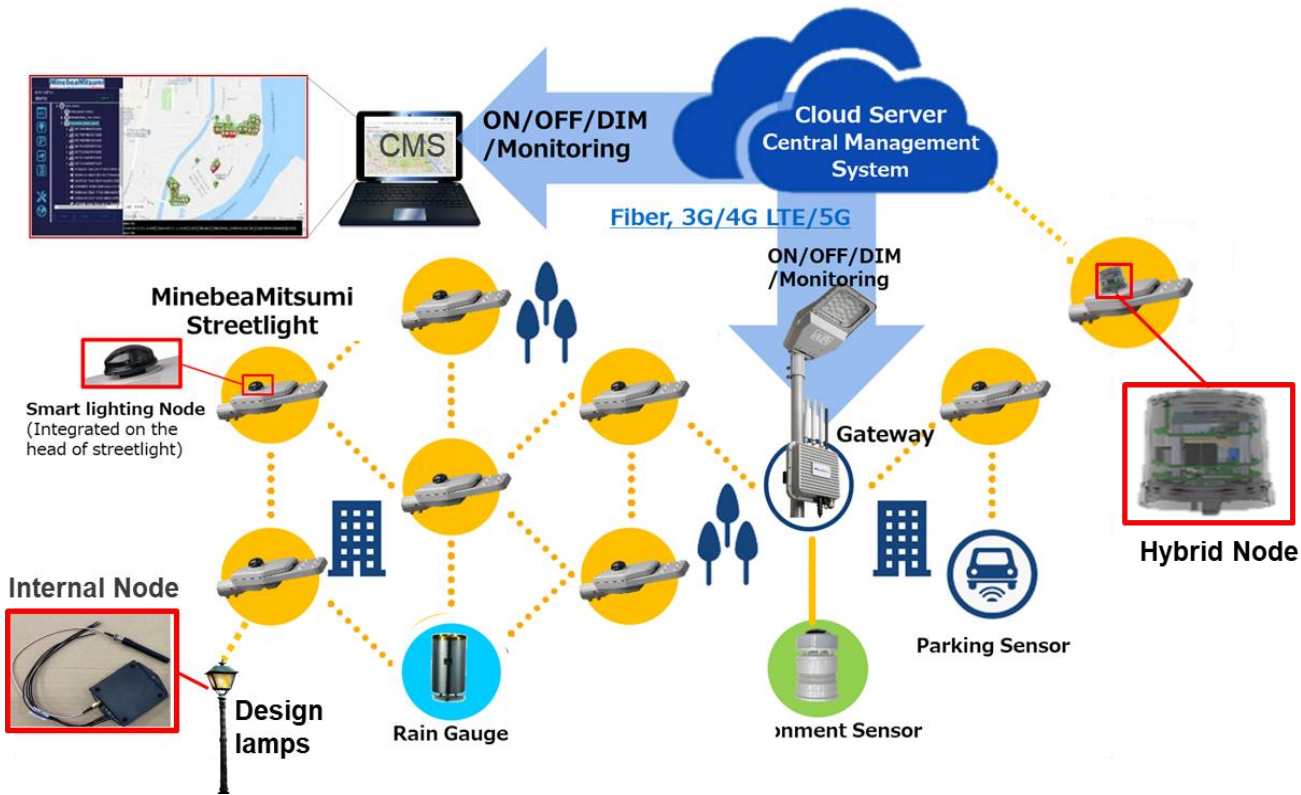 MinebeaMitsumi
CMS
ON/OFF/DIM
/Monitoring
Cloud Server
Central Management
System
Fiber, 3G/4G LTE/5G
ON/OFF/DIM
/Monitoring
MinebeaMitsumi
Streetlight
Smart lighting Node
(Integrated on the
head of streetlight)
Gateway
Hybrid Node
Internal Node
Parking Sensor
Design
lamps
Rain Gauge
onment Sensor